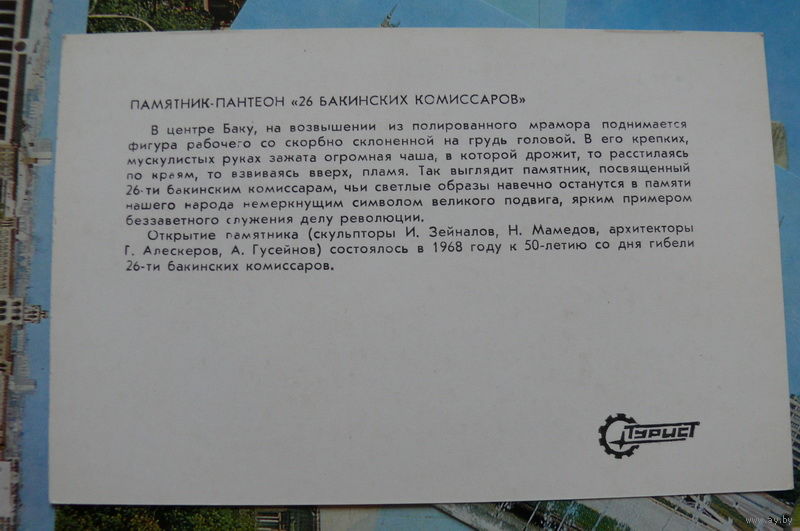 ПАМЯТНИК-ПАНТЕОН «26 БАКИНСКИХ КОМИССАРОВ»
В центре Баку, на возвышении из полированного мрамора поднимается
фигура рабочего со скорбно склоненной на грудь головой. В его крепких,
мускулистых руках зажата огромная чаша, в которой дрожит, то расстилаясь
по краям, то взвиваясь вверх, пламя. Так выглядит памятник, посвященный
26-ти бакинским комиссарам, чьи светлые образы навечно останутся в памяти
нашего народа немеркнущим символом великого подвига, ярким примером
беззаветного служения делу революции.
Открытие памятника (скульпторы И. Зейналов, Н. Мамедов, архитекторы
Г. Алескеров, А. Гусейнов) состоялось в 1968 году к 50-летию со дня гибели
26-ти бакинских комиссаров.
ТУРИСТ
www.ay.by